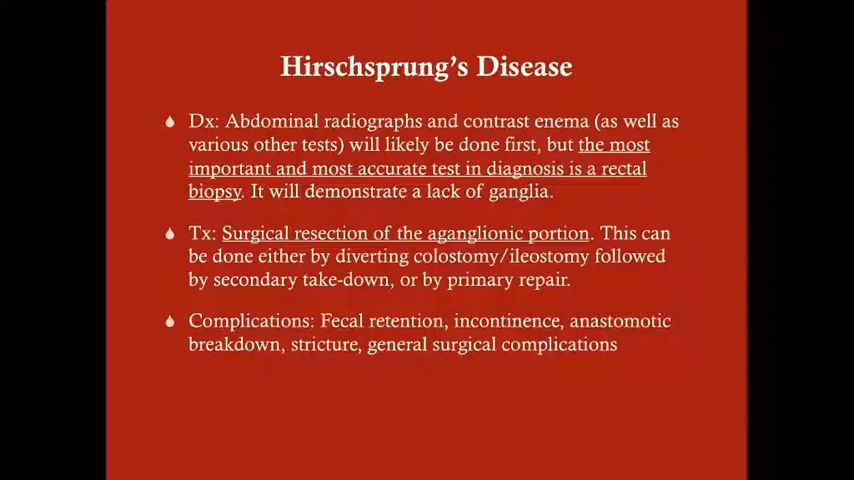 Hirschsprung's Disease
Dx: Abdominal radiographs and contrast enema (as well as
various other tests) will likely be done first, but the most
important and most accurate test in diagnosis is a rectal
biopsy. It will demonstrate a lack of ganglia.
Tx: Surgical resection of the aganglionic portion. This can
be done either by diverting colostomy/ileostomy followed
by secondary take-down, or by primary repair.
Complications: Fecal retention, incontinence, anastomotic
breakdown, stricture, general surgical complications